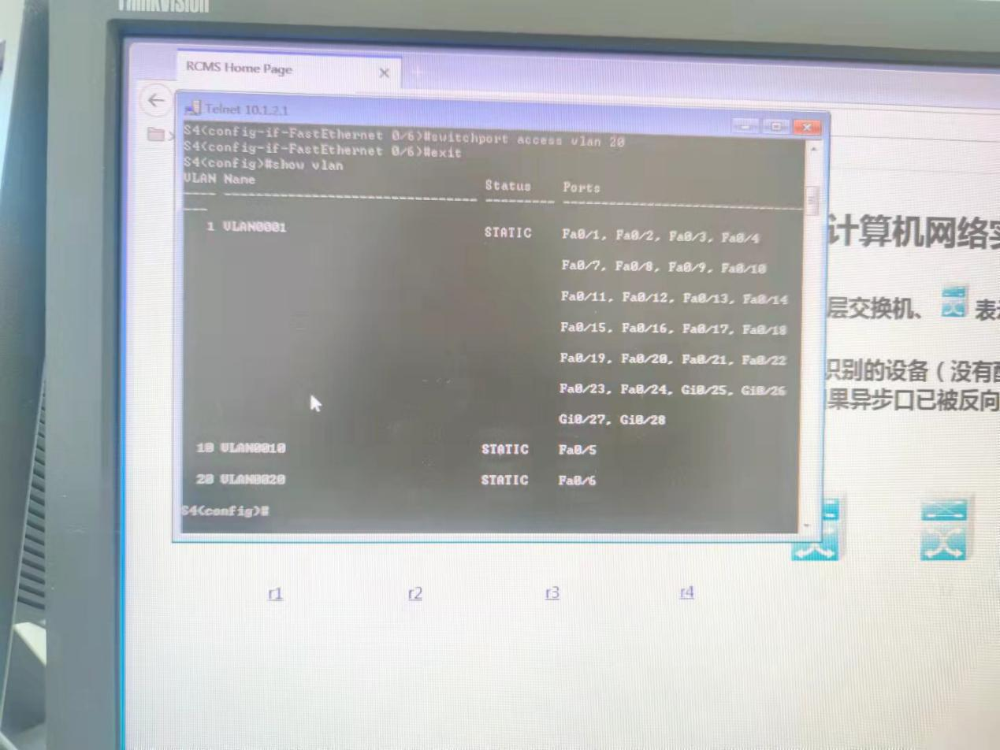 ThinkVision
RCMS Home Page
Telnet 10.1.2.1
S4(config-if-FastEthernet 0/6)#switchport access vlan 20
S4(config-if-FastEthernet 0/6)#exit
S4(config)#show vlan
VLAN Name Status Ports
---- -------------------------------- --------- -----------------------------------
---
1 VLAN0001 STATIC Fa0/1, Fa0/2, Fa0/3, Fa0/4
Fa0/7, Fa0/8, Fa0/9, Fa0/10
Fa0/11, Fa0/12, Fa0/13, Fa0/14
Fa0/15, Fa0/16, Fa0/17, Fa0/18
Fa0/19, Fa0/20, Fa0/21, Fa0/22
Fa0/23, Fa0/24, Gi0/25, Gi0/26
Gi0/27, Gi0/28
10 VLAN0010 STATIC Fa0/5
20 VLAN0020 STATIC Fa0/6
S4(config)#
计算机网络实
层交换机、 表示
识别的设备（没有配
果异步口已被反向
r1 r2 r3 r4